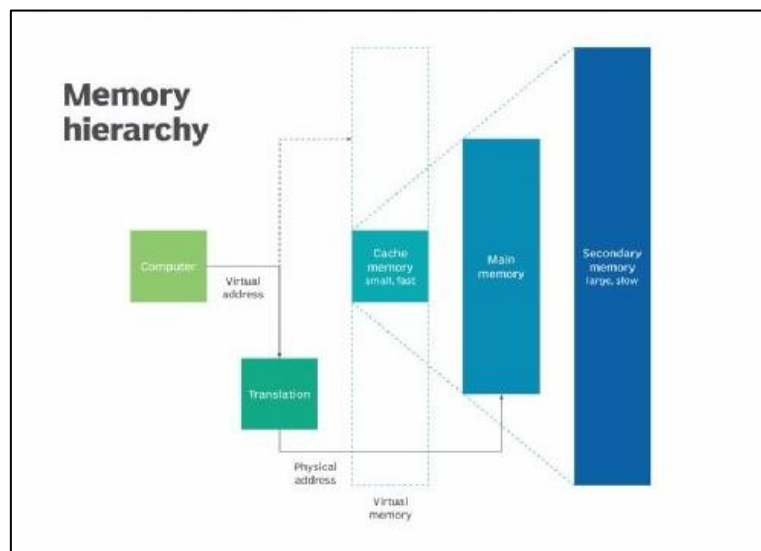 Memory
hierarchy
Computer
Virtual
address
Cache
memory
small, fast
Main
memory
Secondary
memory
large, slow
Translation
Physical
address
Virtual
memory